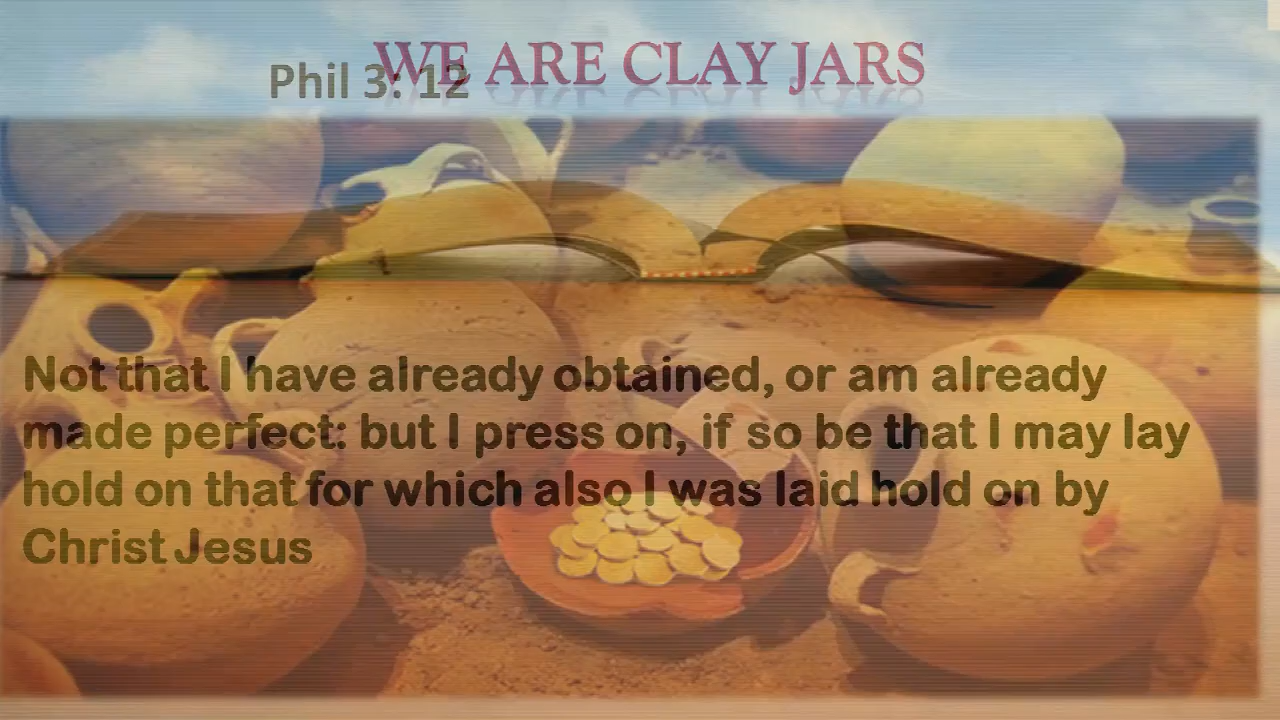 WE ARE CLAY JARS
Phil 3: 12
Not that I have already obtained, or am already
made perfect: but I press on, if so be that I may lay
hold on that for which also I was laid hold on by
Christ Jesus